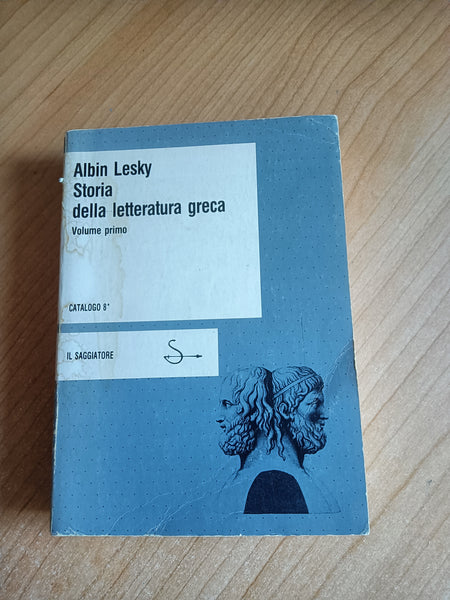 Albin Lesky
Storia
della letteratura greca
Volume primo
CATALOGO 8*
IL SAGGIATORE